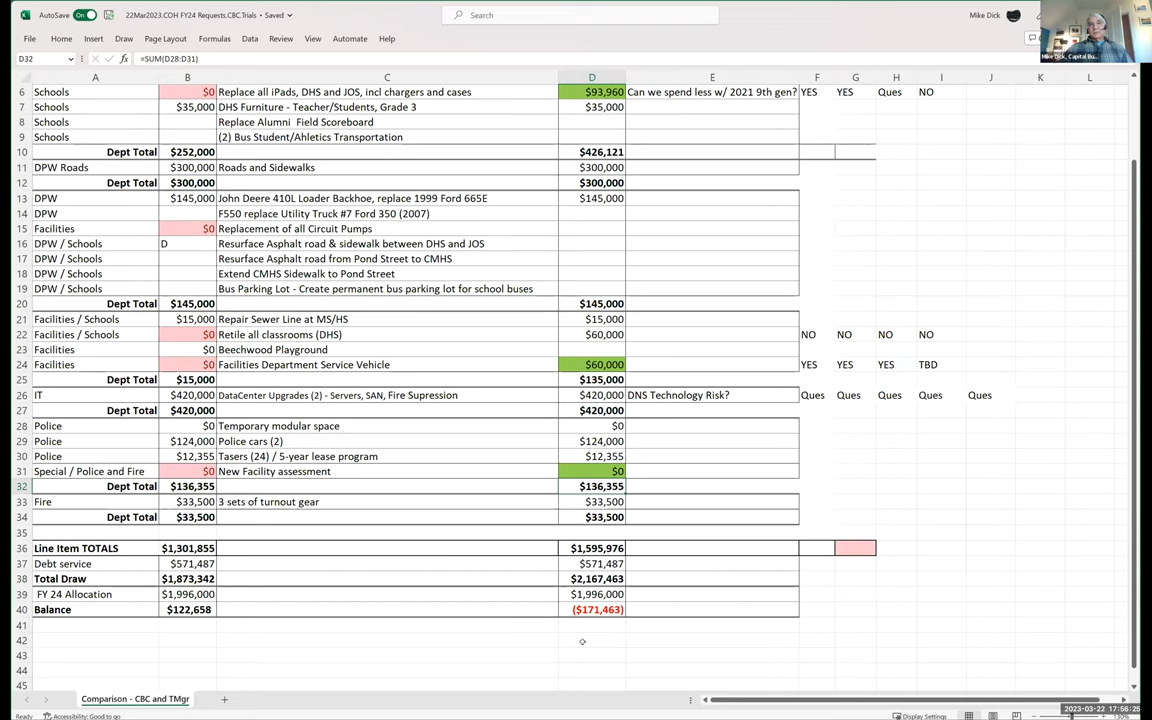 AutoSave On 22Mar2023.COH FY24 Requests.CBC.Trials • Saved Search Mike Dick
File Home Insert Draw Page Layout Formulas Data Review View Automate Help
Mike Dick, Capital Bu...
D32 fx =SUM(D28:D31)
A B C D E F G H I J K L
6 Schools $0 Replace all iPads, DHS and JOS, incl chargers and cases $93,960 Can we spend less w/ 2021 9th gen? YES YES Ques NO
7 Schools $35,000 DHS Furniture - Teacher/Students, Grade 3 $35,000
8 Schools Replace Alumni Field Scoreboard
9 Schools (2) Bus Student/Ahletics Transportation
10 Dept Total $252,000 $426,121
11 DPW Roads $300,000 Roads and Sidewalks $300,000
12 Dept Total $300,000 $300,000
13 DPW $145,000 John Deere 410L Loader Backhoe, replace 1999 Ford 665E $145,000
14 DPW F550 replace Utility Truck #7 Ford 350 (2007)
15 Facilities $0 Replacement of all Circuit Pumps
16 DPW / Schools D Resurface Asphalt road & sidewalk between DHS and JOS
17 DPW / Schools Resurface Asphalt road from Pond Street to CMHS
18 DPW / Schools Extend CMHS Sidewalk to Pond Street
19 DPW / Schools Bus Parking Lot - Create permanent bus parking lot for school buses
20 Dept Total $145,000 $145,000
21 Facilities / Schools $15,000 Repair Sewer Line at MS/HS $15,000
22 Facilities / Schools $0 Retile all classrooms (DHS) $60,000 NO NO NO NO
23 Facilities $0 Beechwood Playground
24 Facilities $0 Facilities Department Service Vehicle $60,000 YES YES YES TBD
25 Dept Total $15,000 $135,000
26 IT $420,000 DataCenter Upgrades (2) - Servers, SAN, Fire Supression $420,000 DNS Technology Risk? Ques Ques Ques Ques Ques
27 Dept Total $420,000 $420,000
28 Police $0 Temporary modular space $0
29 Police $124,000 Police cars (2) $124,000
30 Police $12,355 Tasers (24) / 5-year lease program $12,355
31 Special / Police and Fire $0 New Facility assessment $0
32 Dept Total $136,355 $136,355
33 Fire $33,500 3 sets of turnout gear $33,500
34 Dept Total $33,500 $33,500
35
36 Line Item TOTALS $1,301,855 $1,595,976
37 Debt service $571,487 $571,487
38 Total Draw $1,873,342 $2,167,463
39 FY 24 Allocation $1,996,000 $1,996,000
40 Balance $122,658 ($171,463)
41
42
43
44
45
Comparison - CBC and TMgr
Ready Accessibility: Good to go Display Settings 130%
2023-03-22 17:56:25